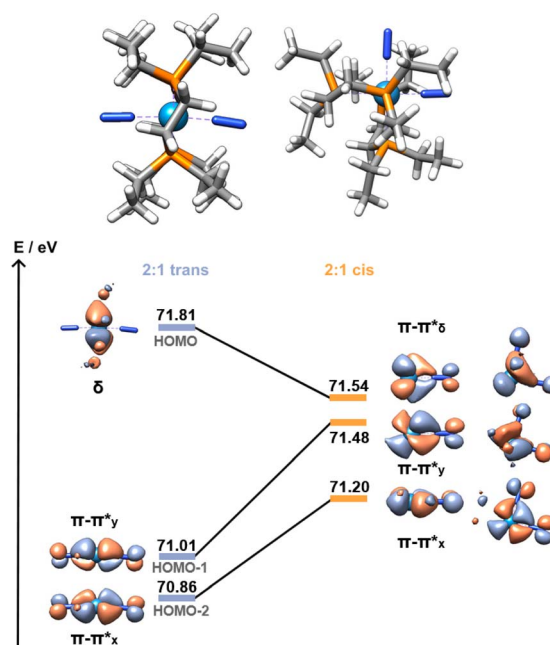 E / eV
2:1 trans
2:1 cis
71.81
HOMO
δ
π-π*δ
71.54
71.48
π-π*y
71.20
π-π*x
π-π*y
71.01
HOMO-1
70.86
HOMO-2
π-π*x